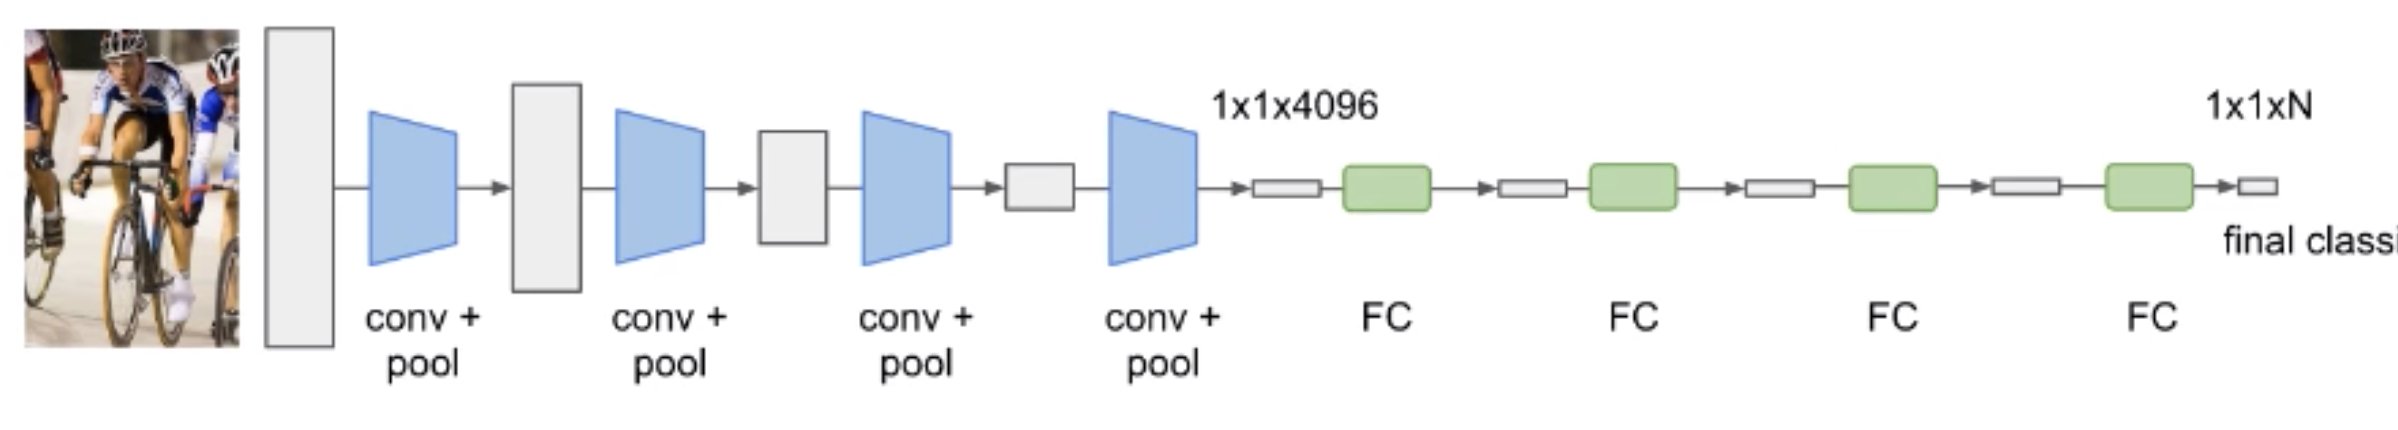 1x1x4096
1x1xN
final classi
conv +
pool
conv +
pool
conv +
pool
conv +
pool
FC
FC
FC
FC